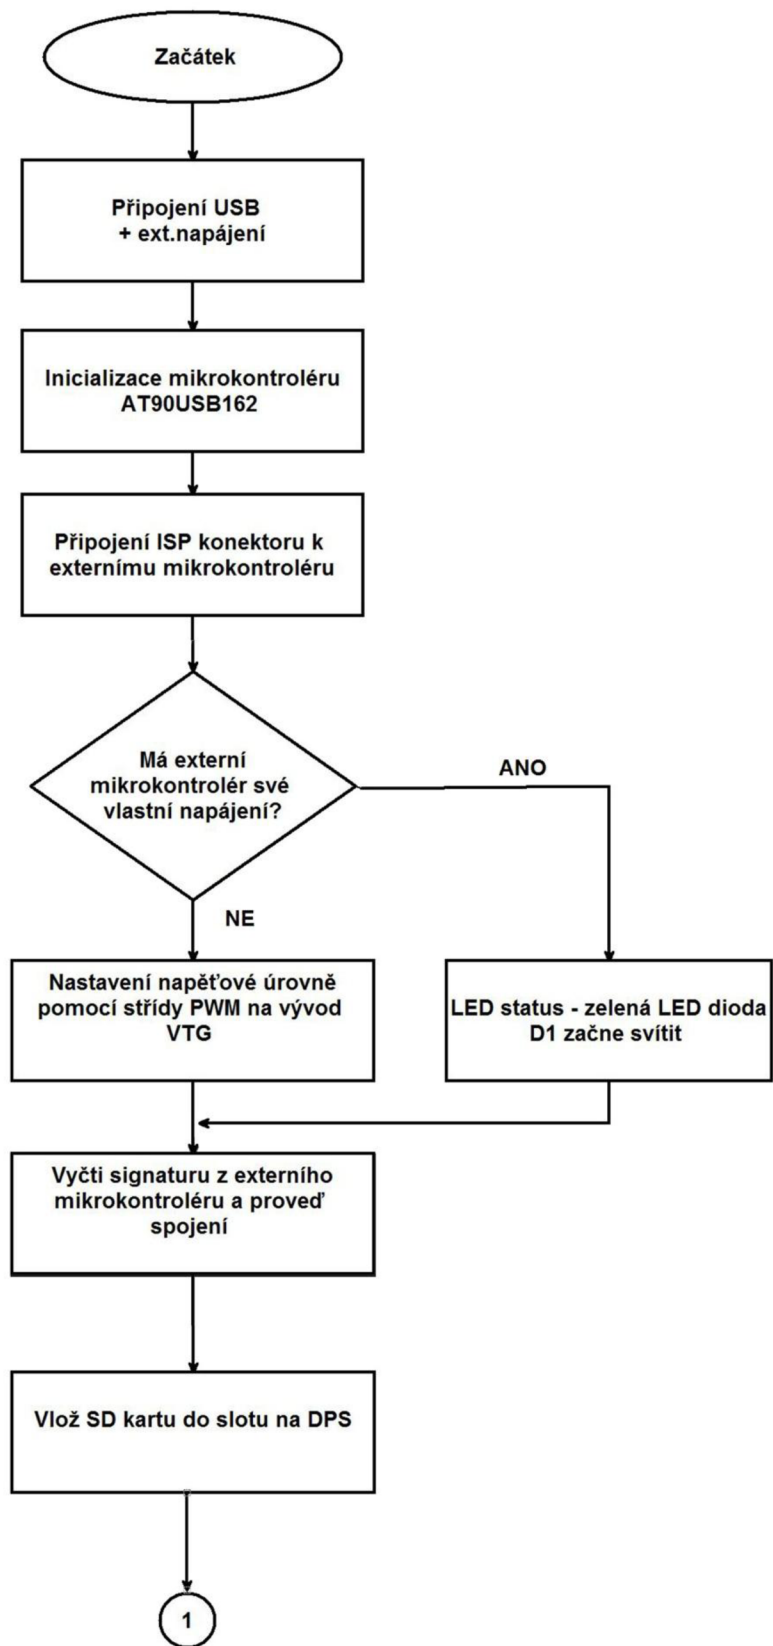 Začátek
Připojení USB
+ ext.napájení
Inicializace mikrokontroléru
AT90USB162
Připojení ISP konektoru k
externímu mikrokontroléru
Má externí
mikrokontrolér své
vlastní napájení?
ANO
NE
Nastavení napěťové úrovně
pomocí střídy PWM na vývod
VTG
LED status - zelená LED dioda
D1 začne svítit
Vyčti signaturu z externího
mikrokontroléru a proveď
spojení
Vlož SD kartu do slotu na DPS
1